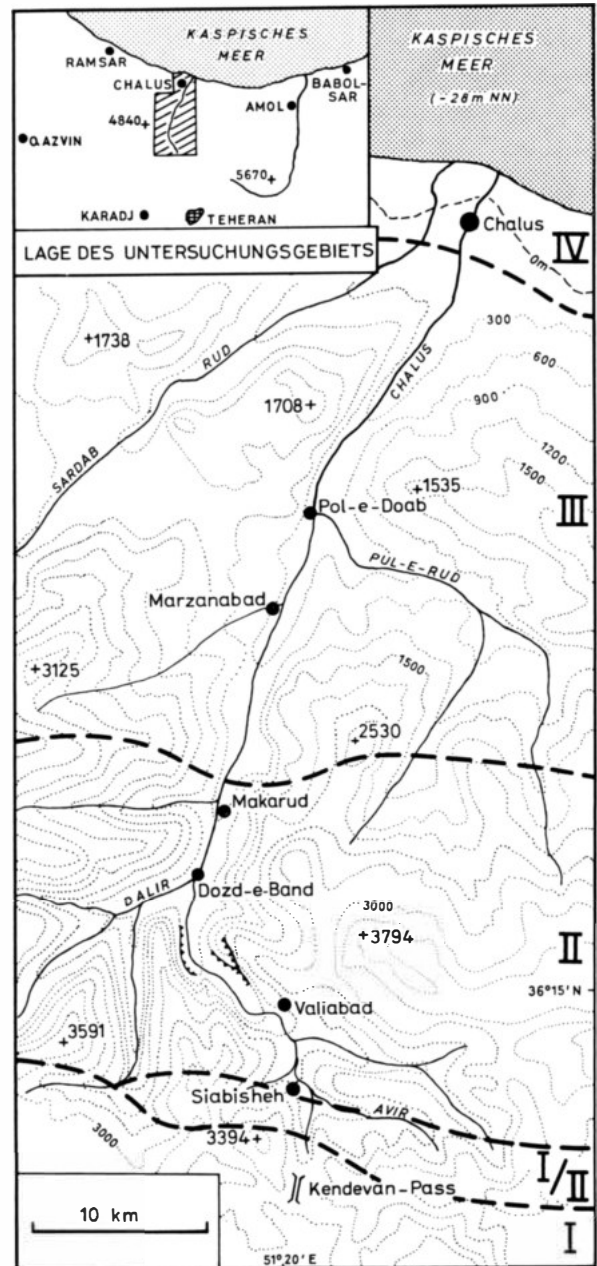 KASPISCHES
MEER
RAMSAR
CHALUS
BABOL-
SAR
4840
AMOL
QAZVIN
5670
KARADJ
TEHERAN
LAGE DES UNTERSUCHUNGSGEBIETS
KASPISCHES
MEER
(-28m NN)
Chalus
IV
0m
300
600
900
1200
1500
1738
RUD
SARDAB
1708
CHALUS
1535
III
Pol-e-Doab
PUL-E-RUD
Marzanabad
3125
1500
2530
Makarud
DALIR
Dozd-e-Band
3000
3794
II
36°15'N
Valiabad
3591
Siabisheh
AVIR
3000
3394
I/II
Kendevan-Pass
I
10 km
51°20'E